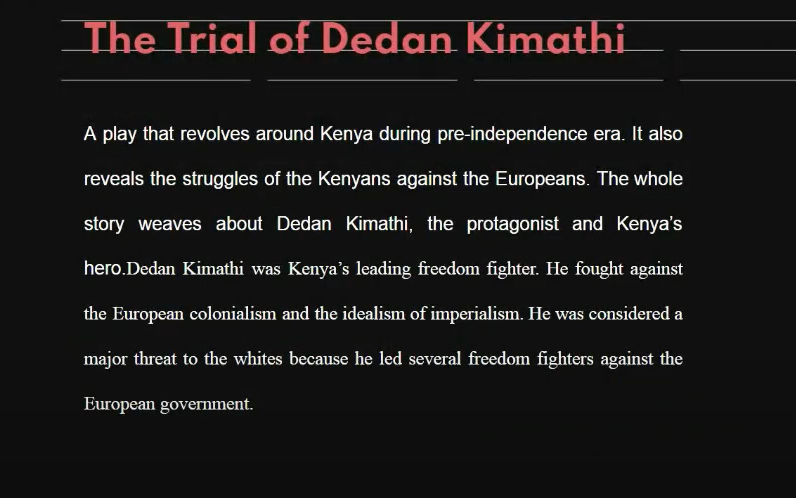 The Trial of Dedan Kimathi
A play that revolves around Kenya during pre-independence era. It also
reveals the struggles of the Kenyans against the Europeans. The whole
story weaves about Dedan Kimathi, the protagonist and Kenya’s
hero.Dedan Kimathi was Kenya’s leading freedom fighter. He fought against
the European colonialism and the idealism of imperialism. He was considered a
major threat to the whites because he led several freedom fighters against the
European government.